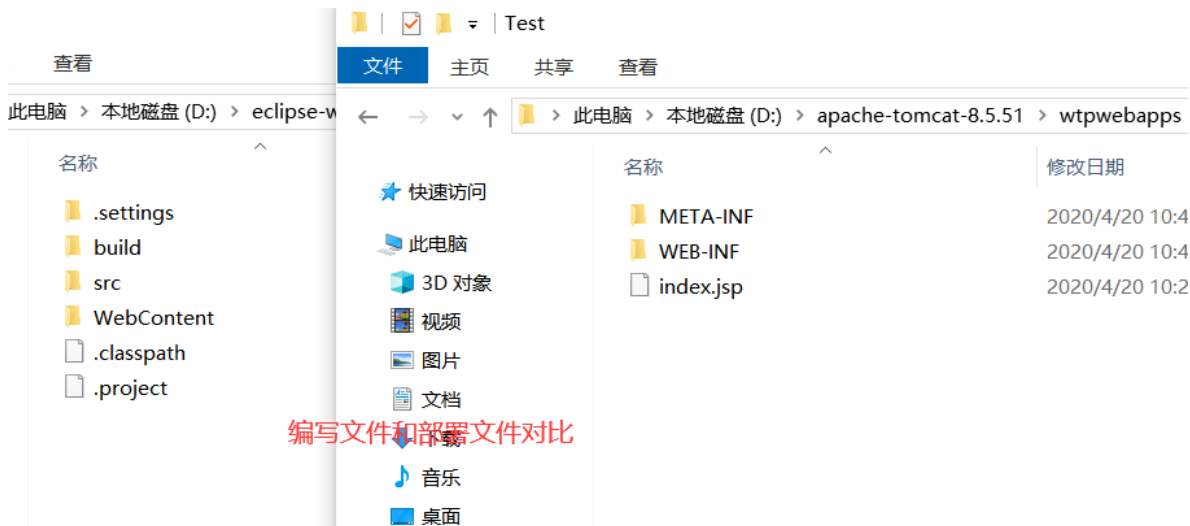 查看
此电脑 > 本地磁盘 (D:) > eclipse-w
名称
.settings
build
src
WebContent
.classpath
.project
Test
文件 主页 共享 查看
此电脑 > 本地磁盘 (D:) > apache-tomcat-8.5.51 > wtpwebapps
名称 修改日期
快速访问
此电脑
3D 对象
视频
图片
文档
下载
音乐
桌面
META-INF 2020/4/20 10:4
WEB-INF 2020/4/20 10:4
index.jsp 2020/4/20 10:2
编写文件和部署文件对比